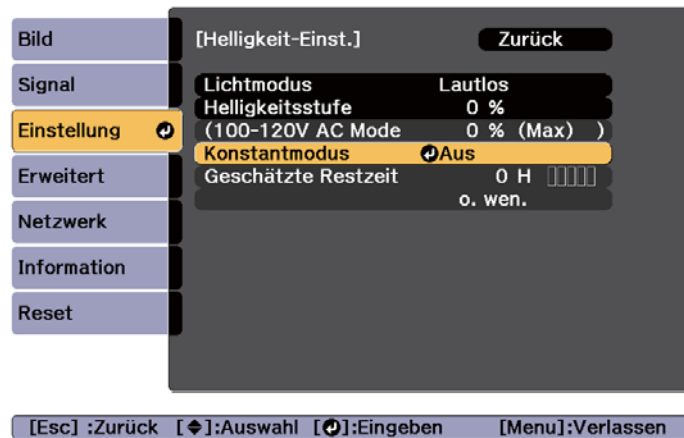 Bild
Signal
Einstellung
Erweitert
Netzwerk
Information
Reset
[Helligkeit-Einst.] Zurück
Lichtmodus Lautlos
Helligkeitsstufe 0 %
(100-120V AC Mode 0 % (Max) )
Konstantmodus Aus
Geschätzte Restzeit 0 H
o. wen.
[Esc] :Zurück [◆]:Auswahl [⏎]:Eingeben [Menu]:Verlassen